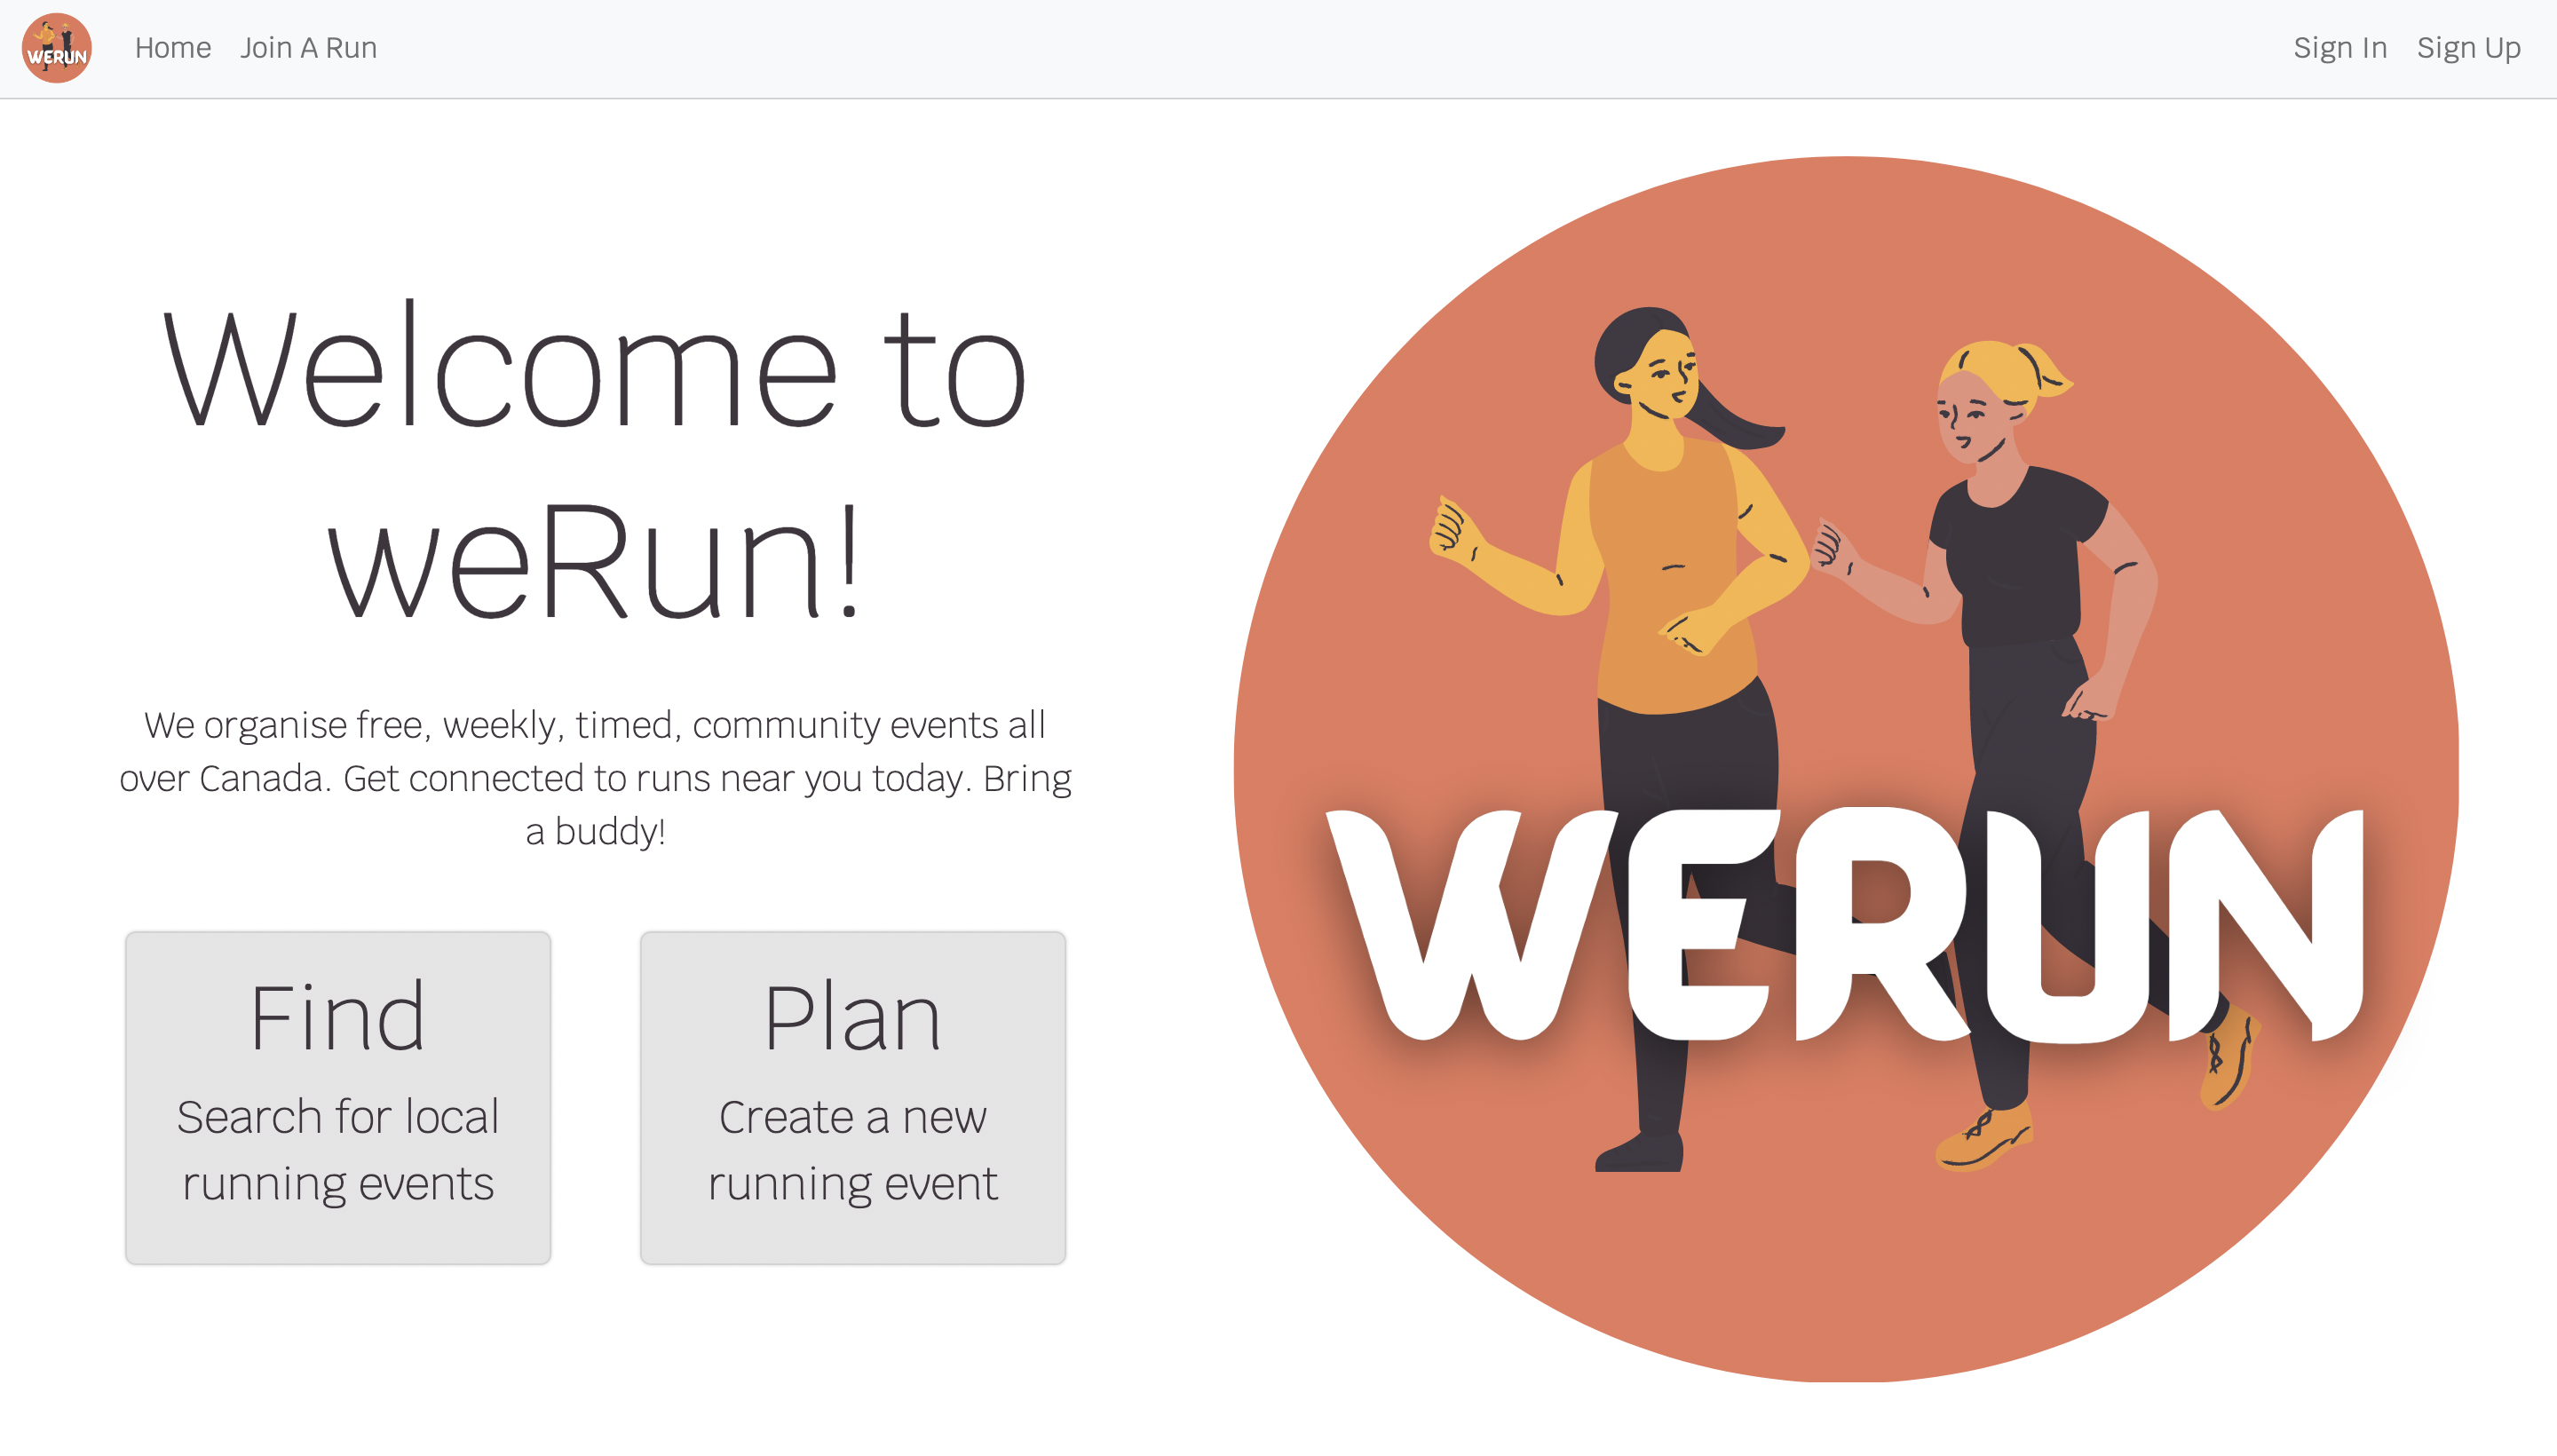 WERUN
Home
Join A Run
Sign In
Sign Up
Welcome to
weRun!
We organise free, weekly, timed, community events all
over Canada. Get connected to runs near you today. Bring
a buddy!
Find
Search for local
running events
Plan
Create a new
running event
WERUN